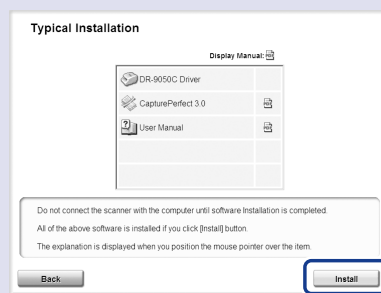 Typical Installation
Display Manual:
DR-9050C Driver
CapturePerfect 3.0
User Manual
Do not connect the scanner with the computer until software Installation is completed.
All of the above software is installed if you click [Install] button.
The explanation is displayed when you position the mouse pointer over the item.
Back
Install